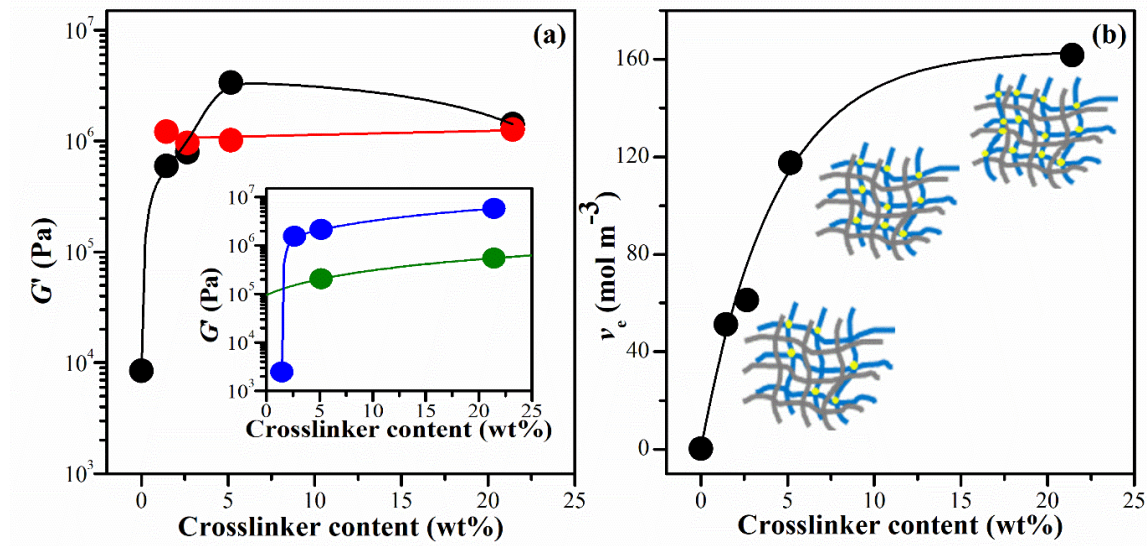 (a)
10^7
10^6
10^5
10^4
10^3
G' (Pa)
0 5 10 15 20 25
Crosslinker content (wt%)
10^7
10^6
10^5
10^4
10^3
G' (Pa)
0 5 10 15 20 25
Crosslinker content (wt%)
(b)
160
120
80
40
0
ν_e (mol m^-3)
0 5 10 15 20 25
Crosslinker content (wt%)